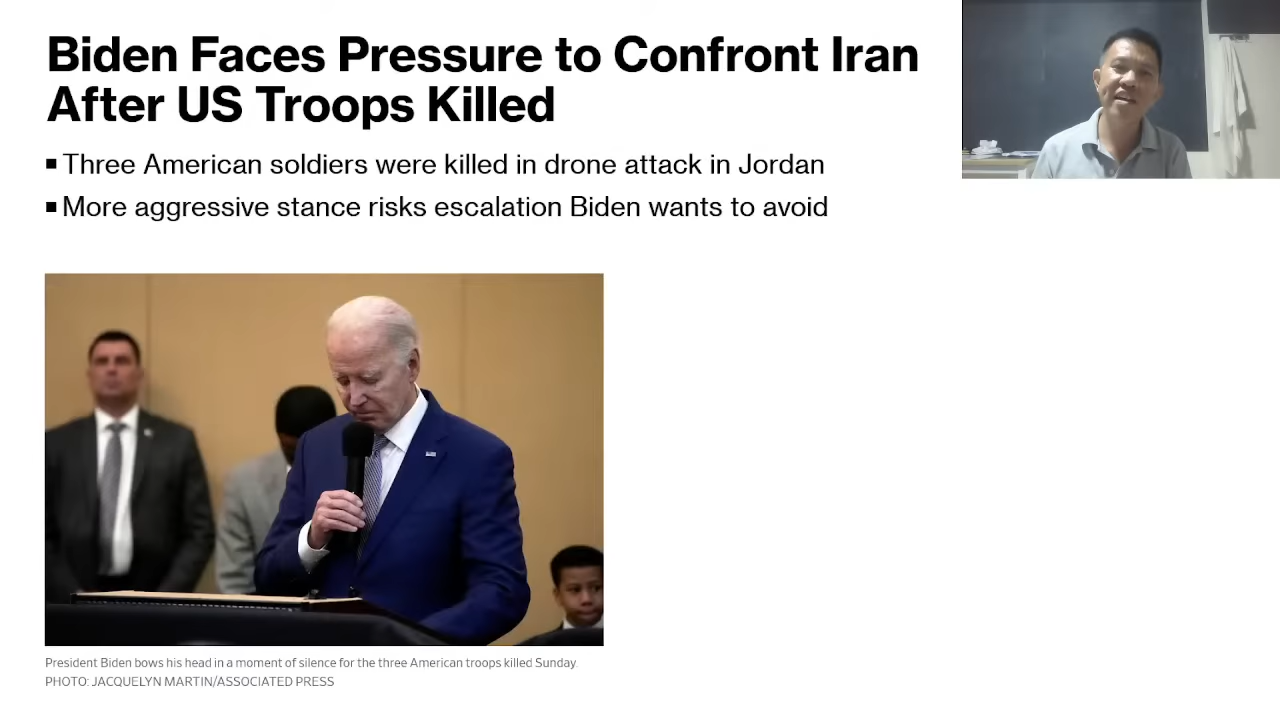 Biden Faces Pressure to Confront Iran
After US Troops Killed
■ Three American soldiers were killed in drone attack in Jordan
■ More aggressive stance risks escalation Biden wants to avoid
President Biden bows his head in a moment of silence for the three American troops killed Sunday.
PHOTO: JACQUELYN MARTIN/ASSOCIATED PRESS